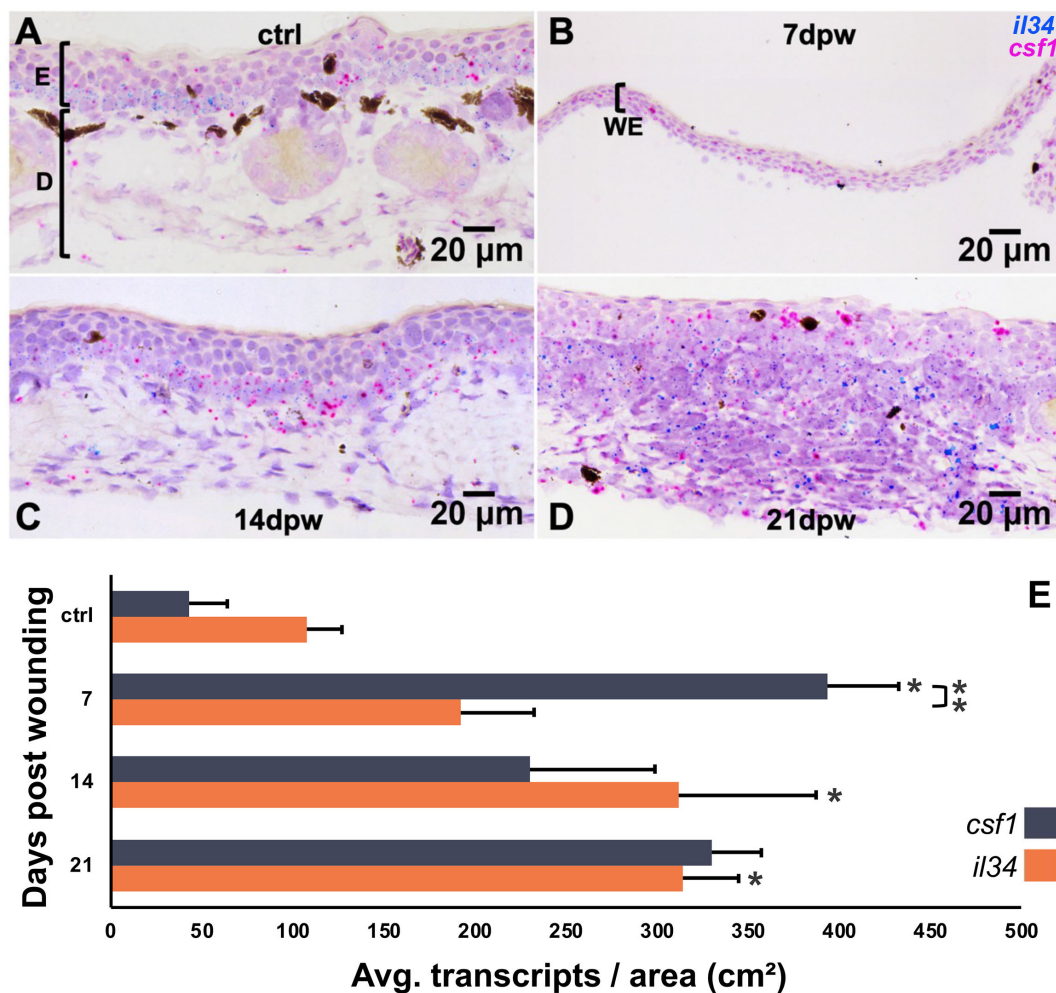 A
ctrl
E
D
20 µm
B
7dpw
il34
csf1
WE
20 µm
C
14dpw
20 µm
D
21dpw
20 µm
E
Days post wounding
ctrl
7
14
21
*
*
*
*
*
csf1
il34
0 50 100 150 200 250 300 350 400 450 500
Avg. transcripts / area (cm²)